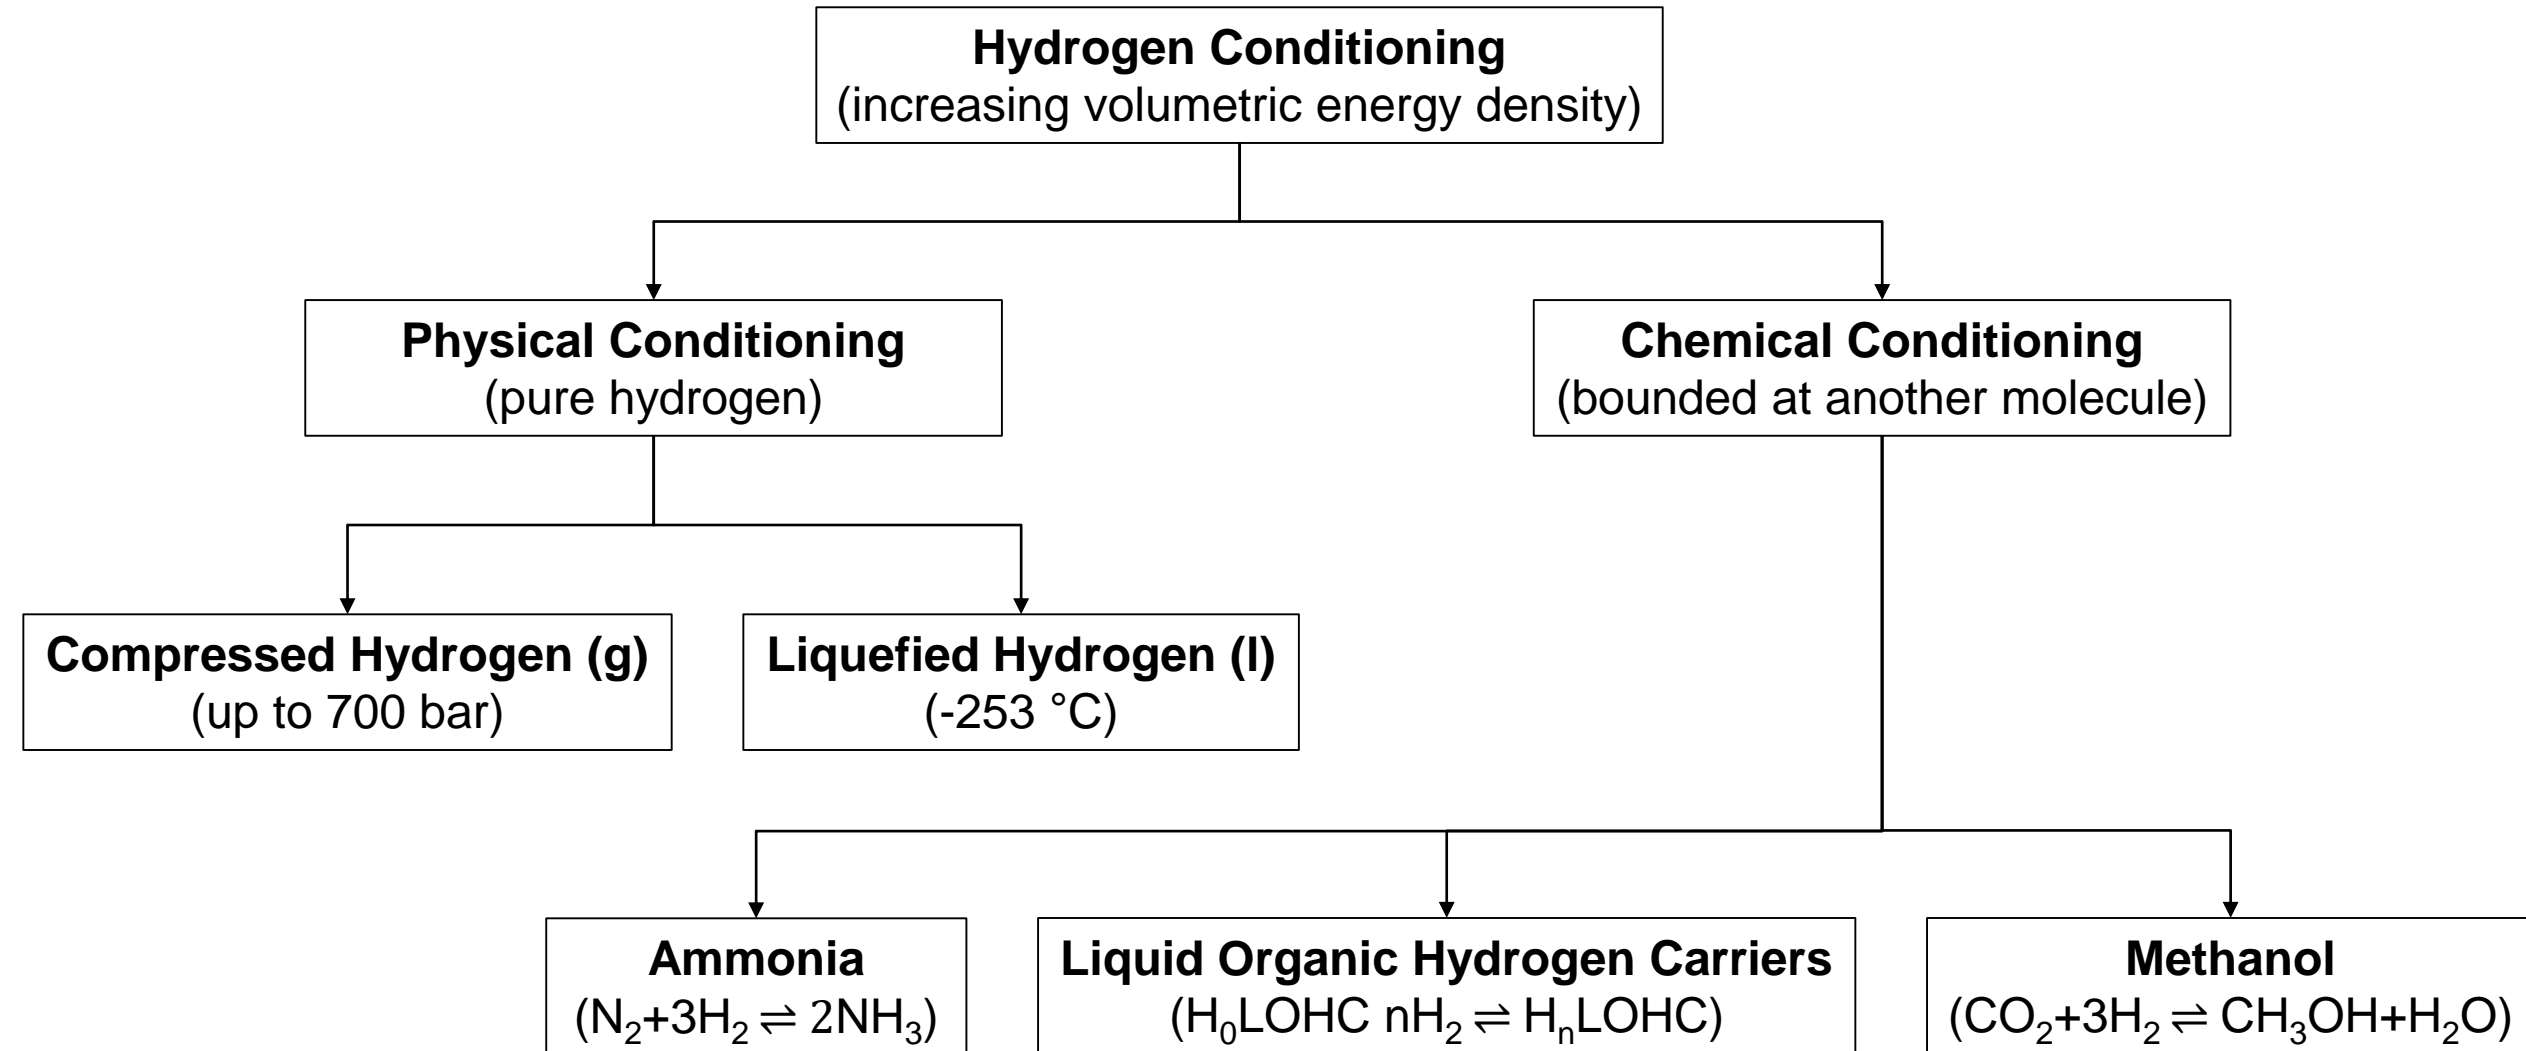 Hydrogen Conditioning
(increasing volumetric energy density)
Physical Conditioning
(pure hydrogen)
Chemical Conditioning
(bounded at another molecule)
Compressed Hydrogen (g)
(up to 700 bar)
Liquefied Hydrogen (l)
(-253 °C)
Ammonia
(N₂+3H₂ ⇌ 2NH₃)
Liquid Organic Hydrogen Carriers
(H₀LOHC nH₂ ⇌ HₙLOHC)
Methanol
(CO₂+3H₂ ⇌ CH₃OH+H₂O)